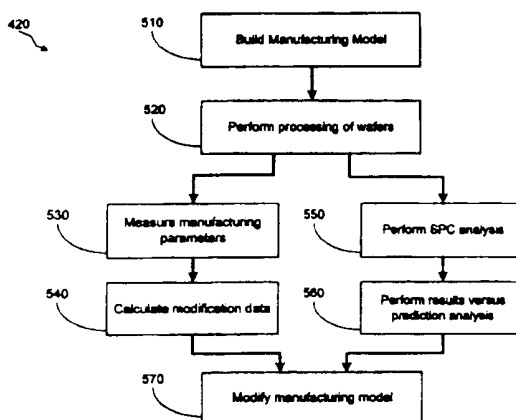 420
510
Build Manufacturing Model
520
Perform processing of wafers
530
Measure manufacturing
parameters
550
Perform SPC analysis
540
Calculate modification data
560
Perform results versus
prediction analysis
570
Modify manufacturing model